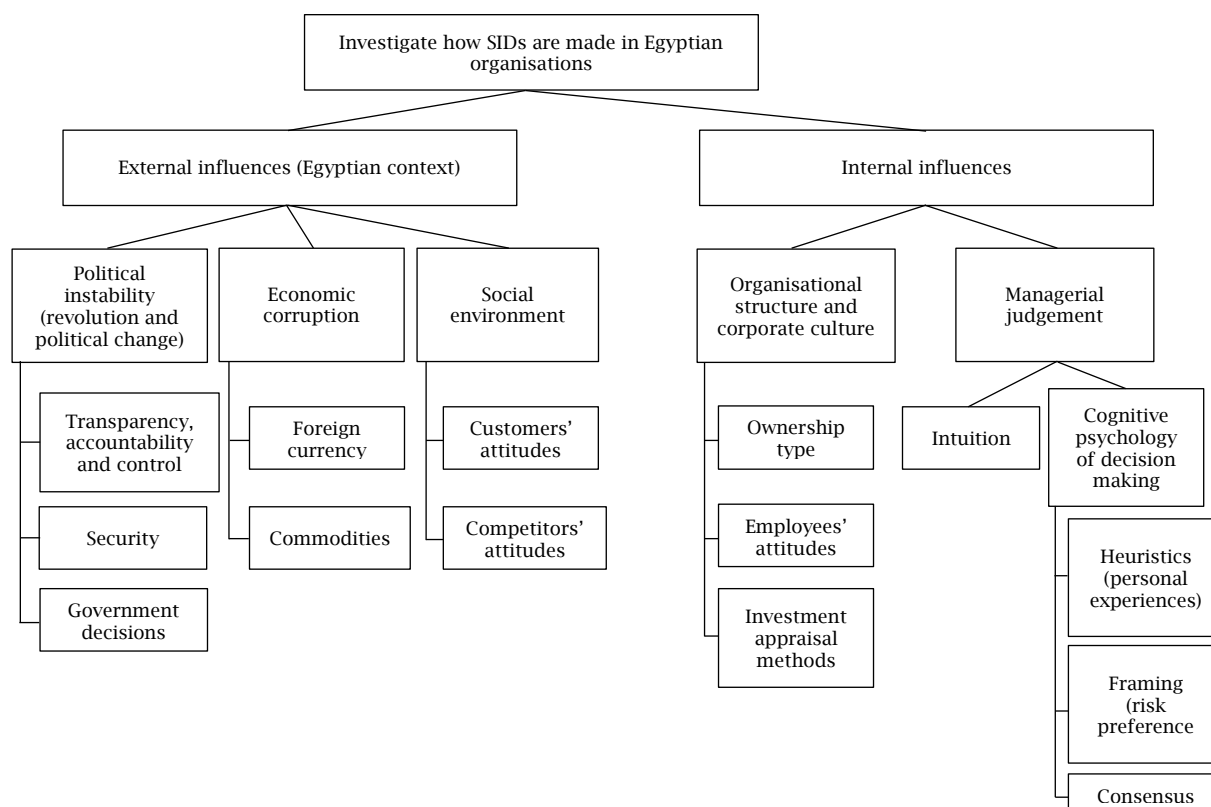 Investigate how SIDs are made in Egyptian
organisations
External influences (Egyptian context)
Internal influences
Political
instability
(revolution and
political change)
Economic
corruption
Social
environment
Organisational
structure and
corporate culture
Managerial
judgement
Transparency,
accountability
and control
Foreign
currency
Customers’
attitudes
Ownership
type
Intuition
Cognitive
psychology
of decision
making
Security
Commodities
Competitors’
attitudes
Employees’
attitudes
Heuristics
(personal
experiences)
Government
decisions
Investment
appraisal
methods
Framing
(risk
preference
Consensus